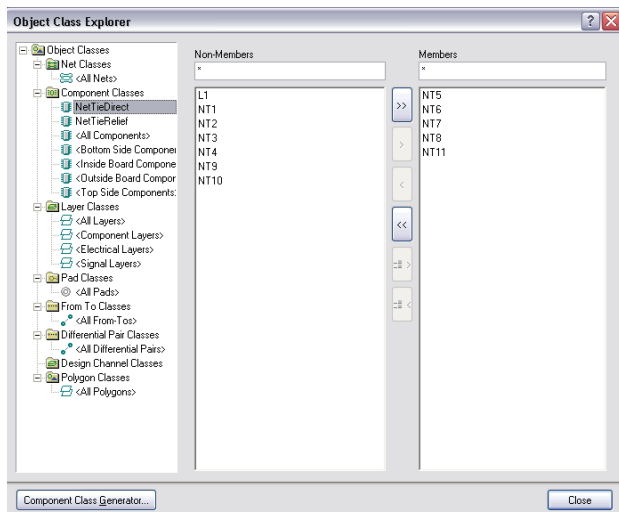 Object Class Explorer
Object Classes
Net Classes
<All Nets>
Component Classes
NetTieDirect
NetTieRelief
<All Components>
<Bottom Side Componen
<Inside Board Compone
<Outside Board Compor
<Top Side Components>
Layer Classes
<All Layers>
<Component Layers>
<Electrical Layers>
<Signal Layers>
Pad Classes
<All Pads>
From To Classes
<All From-Tos>
Differential Pair Classes
<All Differential Pairs>
Design Channel Classes
Polygon Classes
<All Polygons>
Non-Members
*
L1
NT1
NT2
NT3
NT4
NT9
NT10
>>
>
<
<<
>
<
Members
*
NT5
NT6
NT7
NT8
NT11
Component Class Generator...
Close